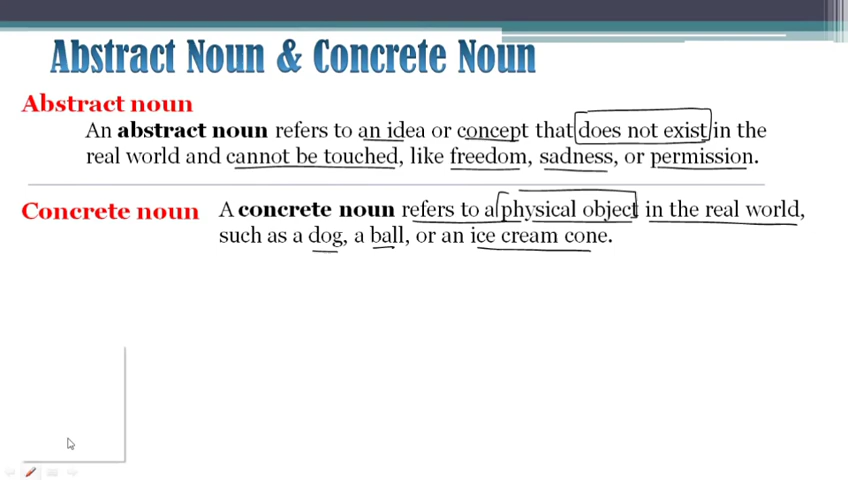 Abstract Noun & Concrete Noun
Abstract noun
An abstract noun refers to an idea or concept that does not exist in the
real world and cannot be touched, like freedom, sadness, or permission.
Concrete noun A concrete noun refers to a physical object in the real world,
such as a dog, a ball, or an ice cream cone.